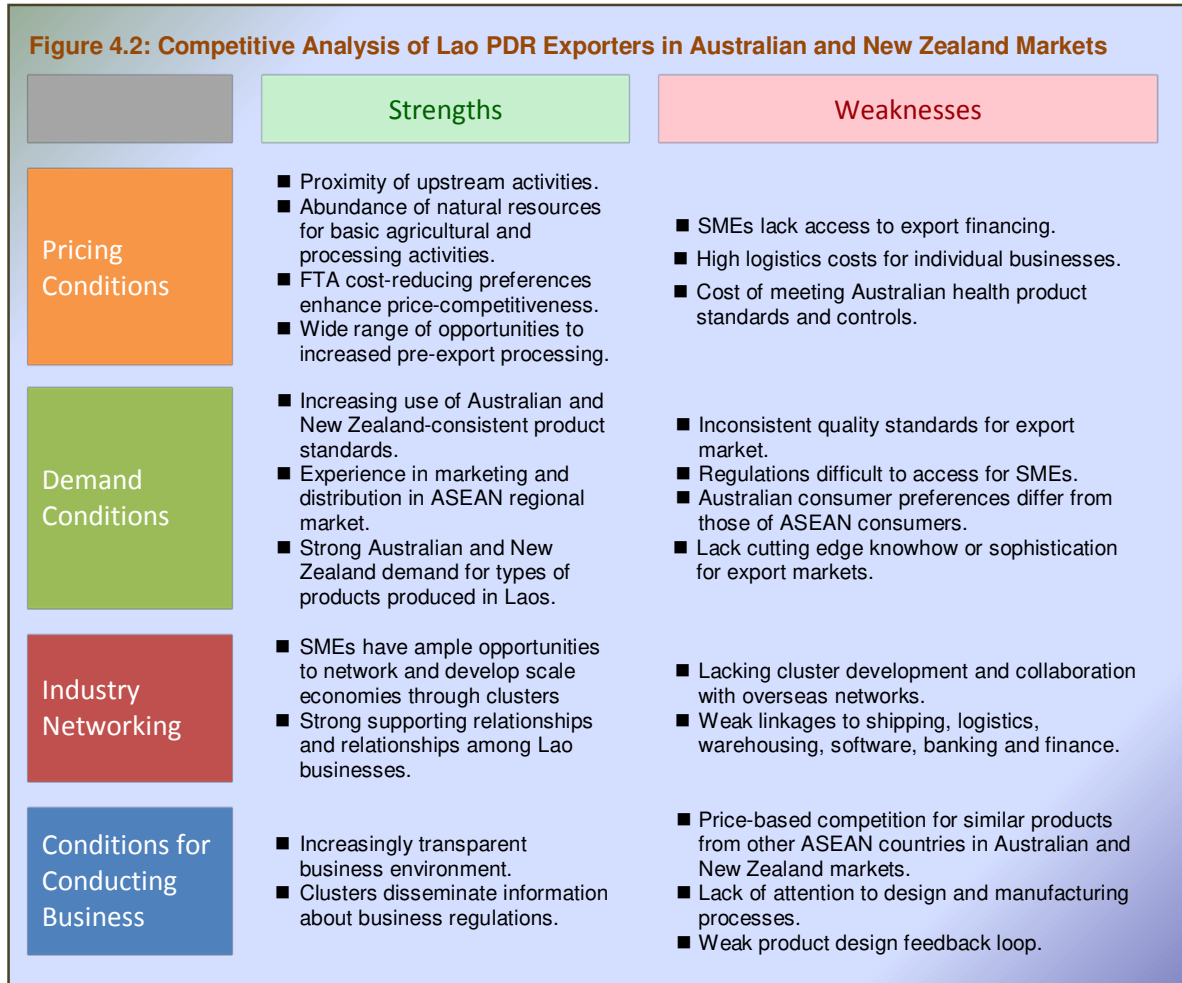 Figure 4.2: Competitive Analysis of Lao PDR Exporters in Australian and New Zealand Markets
Strengths
Weaknesses
Pricing
Conditions
■ Proximity of upstream activities.
■ Abundance of natural resources
for basic agricultural and
processing activities.
■ FTA cost-reducing preferences
enhance price-competitiveness.
■ Wide range of opportunities to
increased pre-export processing.
■ SMEs lack access to export financing.
■ High logistics costs for individual businesses.
■ Cost of meeting Australian health product
standards and controls.
Demand
Conditions
■ Increasing use of Australian and
New Zealand-consistent product
standards.
■ Experience in marketing and
distribution in ASEAN regional
market.
■ Strong Australian and New
Zealand demand for types of
products produced in Laos.
■ Inconsistent quality standards for export
market.
■ Regulations difficult to access for SMEs.
■ Australian consumer preferences differ from
those of ASEAN consumers.
■ Lack cutting edge knowhow or sophistication
for export markets.
Industry
Networking
■ SMEs have ample opportunities
to network and develop scale
economies through clusters
■ Strong supporting relationships
and relationships among Lao
businesses.
■ Lacking cluster development and collaboration
with overseas networks.
■ Weak linkages to shipping, logistics,
warehousing, software, banking and finance.
Conditions for
Conducting
Business
■ Increasingly transparent
business environment.
■ Clusters disseminate information
about business regulations.
■ Price-based competition for similar products
from other ASEAN countries in Australian and
New Zealand markets.
■ Lack of attention to design and manufacturing
processes.
■ Weak product design feedback loop.